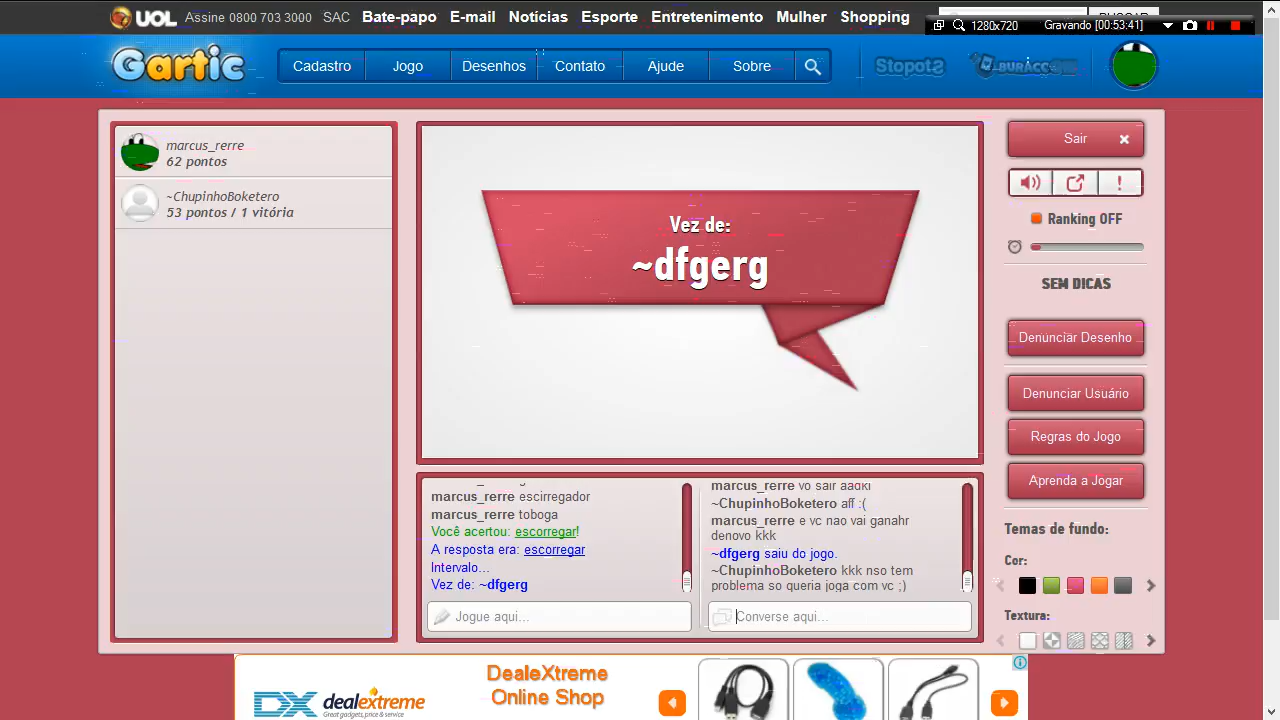 UOL Assine 0800 703 3000 SAC Bate-papo E-mail Notícias Esporte Entretenimento Mulher Shopping
1280x720 Gravando [00:53:41]
Gartic Cadastro Jogo Desenhos Contato Ajude Sobre StopotS
marcus_rerre
62 pontos
~ChupinhoBoketero
53 pontos / 1 vitória
Vez de:
~dfgerg
marcus_rerre escirregador
marcus_rerre toboga
Você acertou: escorregar!
A resposta era: escorregar
Intervalo...
Vez de: ~dfgerg
Jogue aqui...
marcus_rerre vo sair aadki
~ChupinhoBoketero aff :(
marcus_rerre e vc nao vai ganahr
denovo kkk
~dfgerg saiu do jogo.
~ChupinhoBoketero kkk nso tem
problema so queria joga com vc ;)
Converse aqui...
Sair
Ranking OFF
SEM DICAS
Denunciar Desenho
Denunciar Usuário
Regras do Jogo
Aprenda a Jogar
Temas de fundo:
Cor:
Textura:
DX dealextreme
Great gadgets, price & service
DealeXtreme
Online Shop